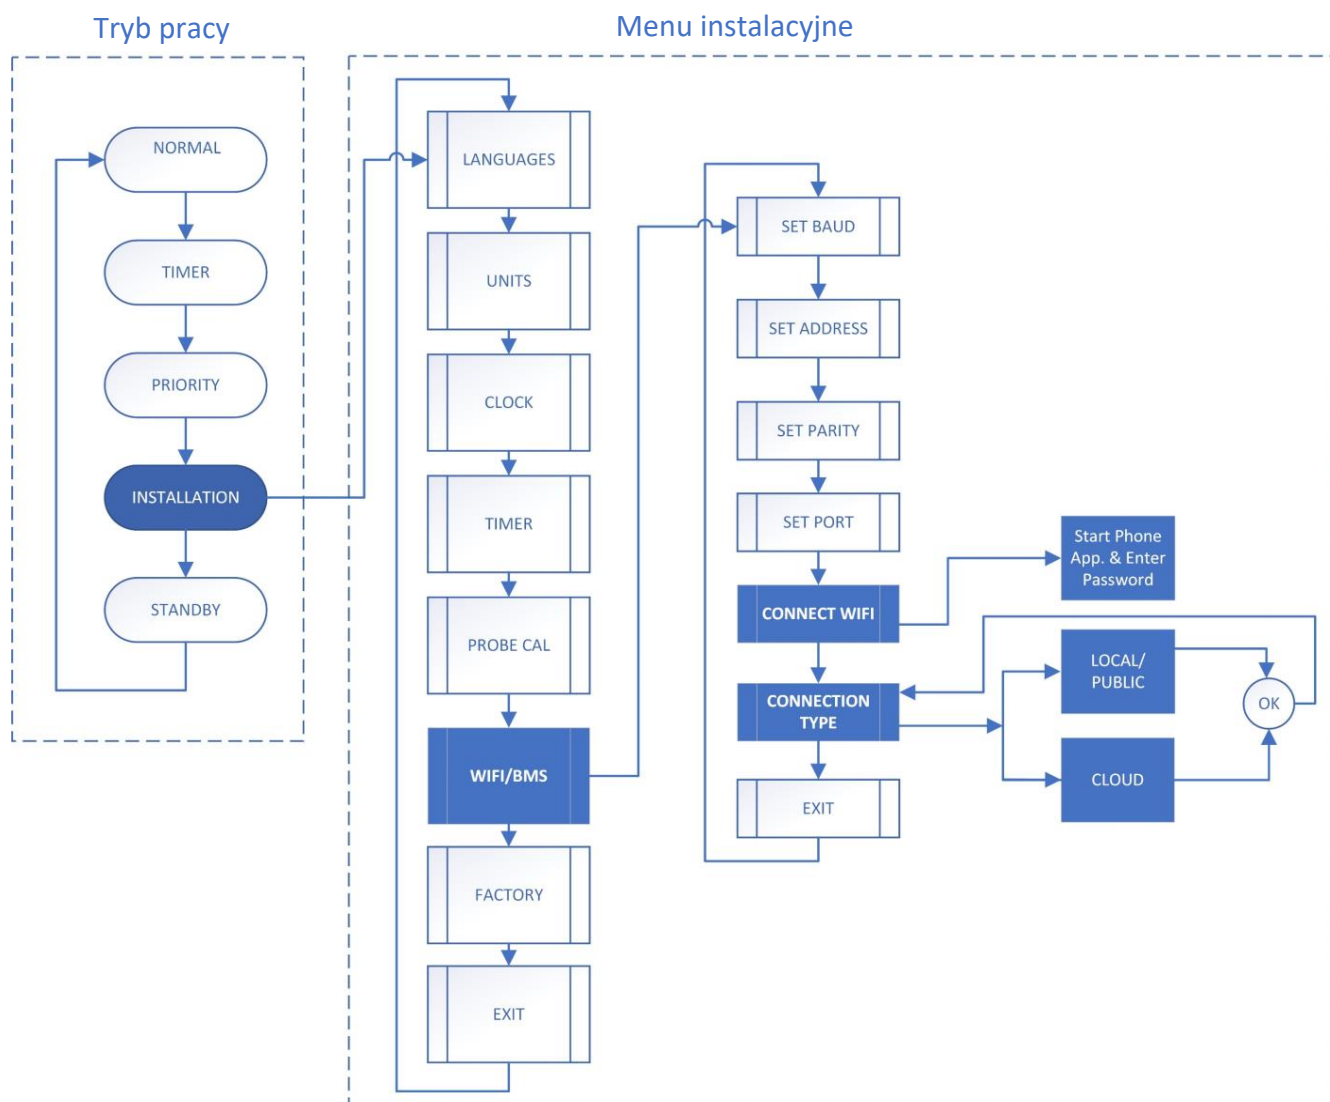 Tryb pracy
Menu instalacyjne
NORMAL
TIMER
PRIORITY
INSTALLATION
STANDBY
LANGUAGES
UNITS
CLOCK
TIMER
PROBE CAL
WIFI/BMS
FACTORY
EXIT
SET BAUD
SET ADDRESS
SET PARITY
SET PORT
CONNECT WIFI
CONNECTION
TYPE
EXIT
Start Phone
App. & Enter
Password
LOCAL/
PUBLIC
CLOUD
OK